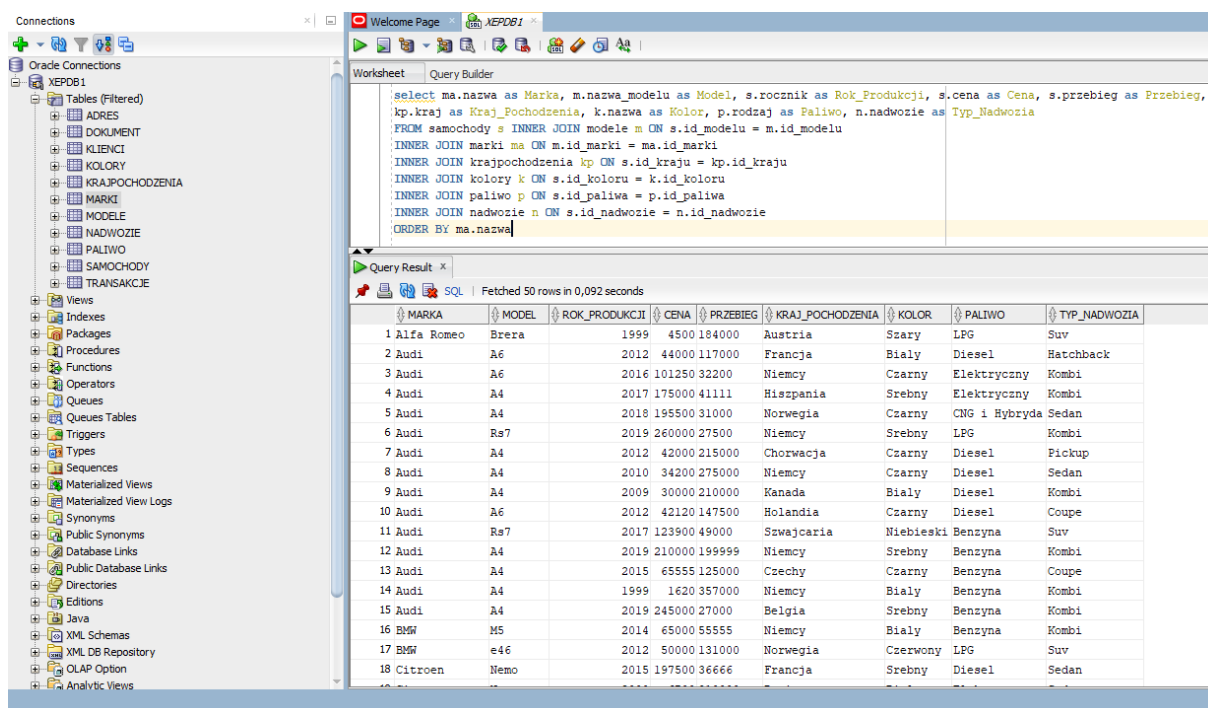 Connections
Oracle Connections
XEPDB1
Tables (Filtered)
ADRES
DOKUMENT
KLIENCI
KOLORY
KRAJPOCHODZENIA
MARKI
MODELE
NADWOZIE
PALIWO
SAMOCHODY
TRANSAKCJE
Views
Indexes
Packages
Procedures
Functions
Operators
Queues
Queues Tables
Triggers
Types
Sequences
Materialized Views
Materialized View Logs
Synonyms
Public Synonyms
Database Links
Public Database Links
Directories
Editions
Java
XML Schemas
XML DB Repository
OLAP Option
Analytic Views
Welcome Page XEPDB1
Worksheet Query Builder
select ma.nazwa as Marka, m.nazwa_modelu as Model, s.rocznik as Rok_Produkcji, s.cena as Cena, s.przebieg as Przebieg,
kp.kraj as Kraj_Pochodzenia, k.nazwa as Kolor, p.rodzaj as Paliwo, n.nadwozie as Typ_Nadwozia
FROM samochody s INNER JOIN modele m ON s.id_modelu = m.id_modelu
INNER JOIN marki ma ON m.id_marki = ma.id_marki
INNER JOIN krajpochodzenia kp ON s.id_kraju = kp.id_kraju
INNER JOIN kolory k ON s.id_koloru = k.id_koloru
INNER JOIN paliwo p ON s.id_paliwa = p.id_paliwa
INNER JOIN nadwozie n ON s.id_nadwozie = n.id_nadwozie
ORDER BY ma.nazwa
Query Result x
SQL | Fetched 50 rows in 0,092 seconds
MARKA MODEL ROK_PRODUKCJI CENA PRZEBIEG KRAJ_POCHODZENIA KOLOR PALIWO TYP_NADWOZIA
1 Alfa Romeo Brera 1999 4500 184000 Austria Szary LPG Suv
2 Audi A6 2012 44000 117000 Francja Bialy Diesel Hatchback
3 Audi A6 2016 101250 32200 Niemcy Czarny Elektryczny Kombi
4 Audi A4 2017 175000 41111 Hiszpania Srebny Elektryczny Kombi
5 Audi A4 2018 195500 31000 Norwegia Czarny CNG i Hybryda Sedan
6 Audi Rs7 2019 260000 27500 Niemcy Srebny LPG Kombi
7 Audi A4 2012 42000 215000 Chorwacja Czarny Diesel Pickup
8 Audi A4 2010 34200 275000 Niemcy Czarny Diesel Sedan
9 Audi A4 2009 30000 210000 Kanada Bialy Diesel Kombi
10 Audi A6 2012 42120 147500 Holandia Czarny Diesel Coupe
11 Audi Rs7 2017 123900 49000 Szwajcaria Niebieski Benzyna Suv
12 Audi A4 2019 210000 199999 Niemcy Srebny Benzyna Kombi
13 Audi A4 2015 65555 125000 Czechy Czarny Benzyna Coupe
14 Audi A4 1999 1620 357000 Niemcy Bialy Benzyna Kombi
15 Audi A4 2019 245000 27000 Belgia Srebny Benzyna Kombi
16 BMW M5 2014 65000 55555 Niemcy Bialy Benzyna Kombi
17 BMW e46 2012 50000 131000 Norwegia Czerwony LPG Suv
18 Citroen Nemo 2015 197500 36666 Francja Srebny Diesel Sedan